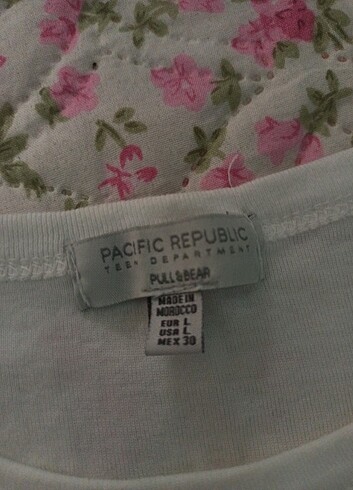 PACIFIC REPUBLIC
TEEN DEPARTMENT
PULL&BEAR
MADE IN
MOROCCO
EUR L
USA L
MEX 30